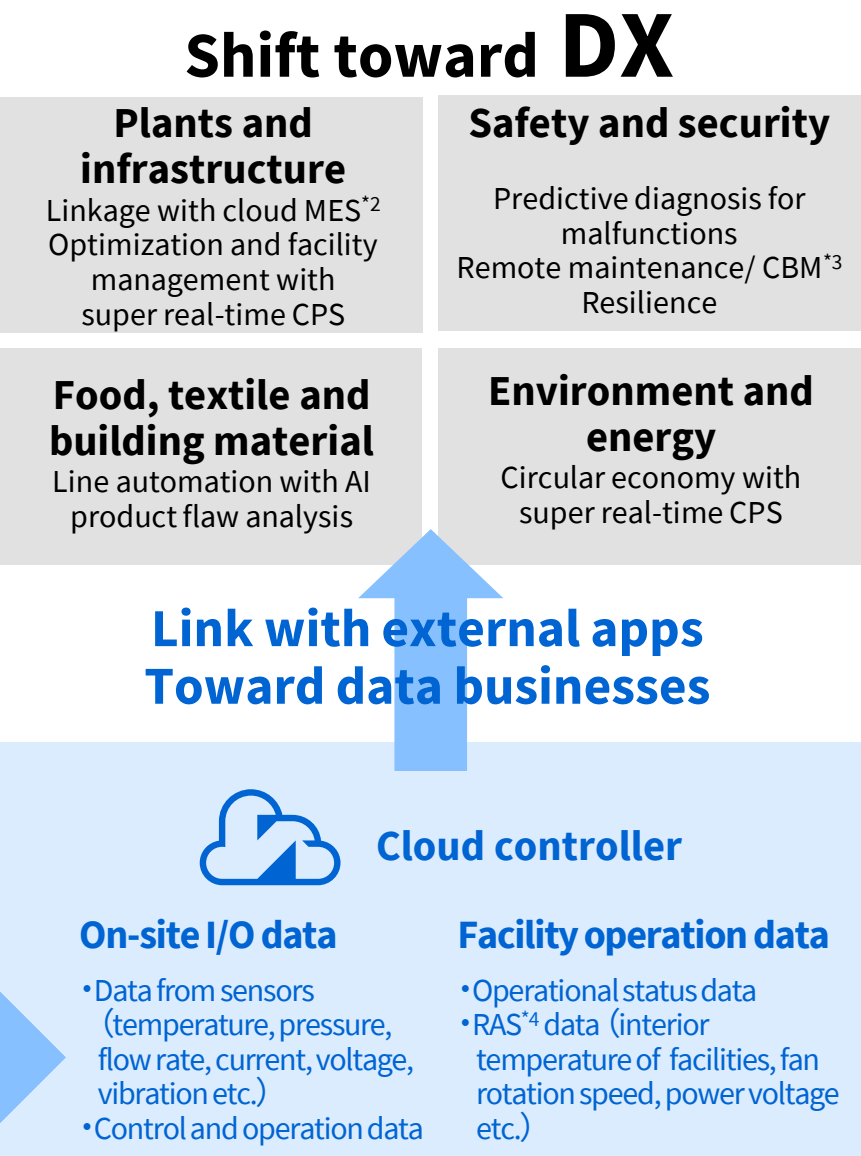 Shift toward DX
Plants and
infrastructure
Linkage with cloud MES*2
Optimization and facility
management with
super real-time CPS
Safety and security
Predictive diagnosis for
malfunctions
Remote maintenance/ CBM*3
Resilience
Food, textile and
building material
Line automation with AI
product flaw analysis
Environment and
energy
Circular economy with
super real-time CPS
Link with external apps
Toward data businesses
Cloud controller
On-site I/O data
・Data from sensors
（temperature, pressure,
flow rate, current, voltage,
vibration etc.）
・Control and operation data
Facility operation data
・Operational status data
・RAS*4 data（interior
temperature of facilities, fan
rotation speed, power voltage
etc.）